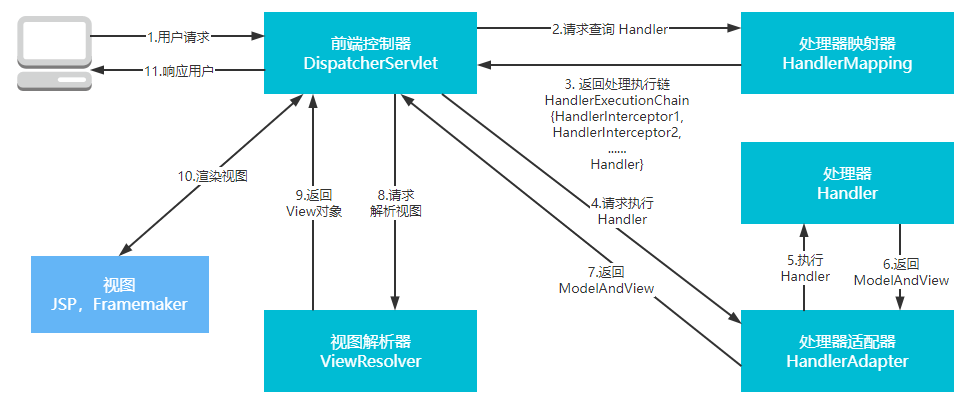 1.用户请求
11.响应用户
前端控制器
DispatcherServlet
2.请求查询 Handler
处理器映射器
HandlerMapping
3. 返回处理执行链
HandlerExecutionChain
{HandlerInterceptor1,
HandlerInterceptor2,
......
Handler}
处理器
Handler
10.渲染视图
9.返回
View对象
8.请求
解析视图
4.请求执行
Handler
5.执行
Handler
6.返回
ModelAndView
7.返回
ModelAndView
视图
JSP，Framemaker
视图解析器
ViewResolver
处理器适配器
HandlerAdapter